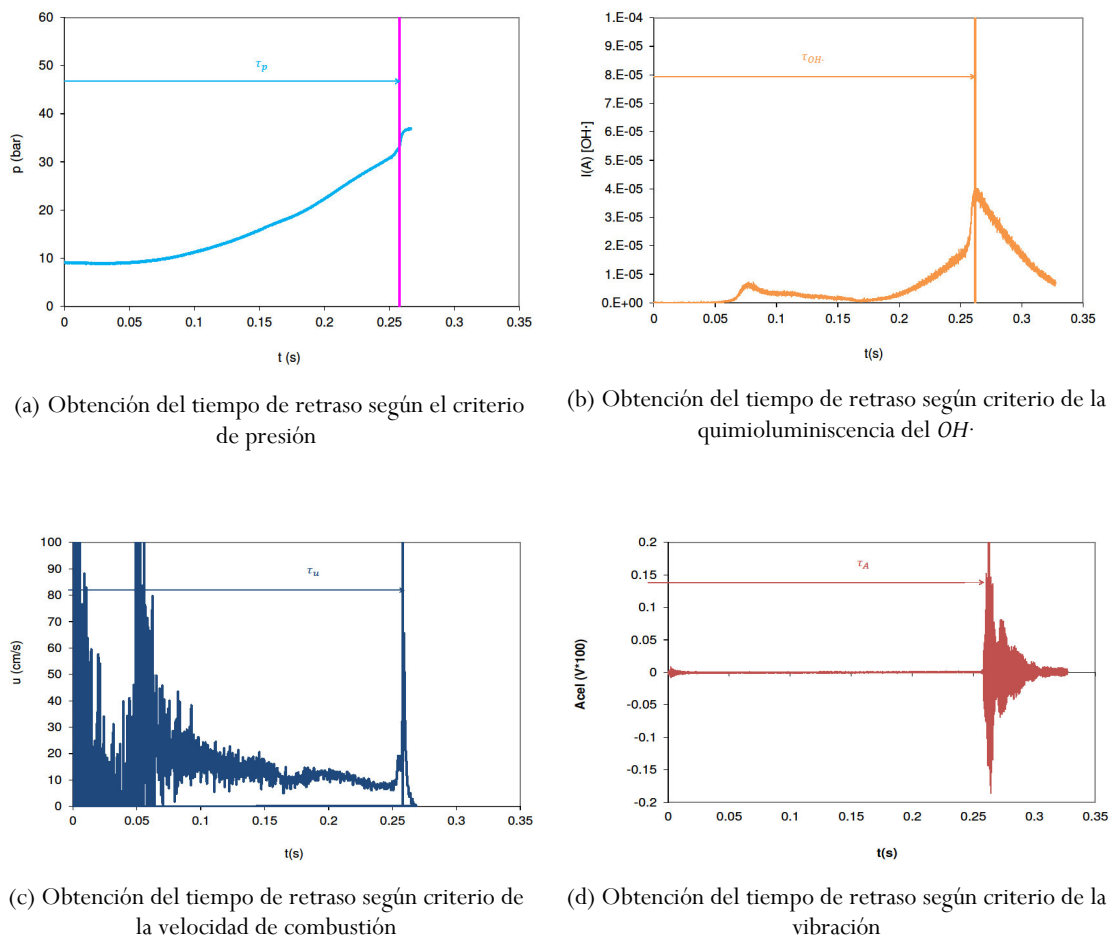 60
50
40
30
20
10
0
p (bar)
τp
0 0.05 0.1 0.15 0.2 0.25 0.3 0.35
t (s)
(a) Obtención del tiempo de retraso según el criterio
de presión
1.E-04
9.E-05
8.E-05
7.E-05
6.E-05
5.E-05
4.E-05
3.E-05
2.E-05
1.E-05
0.E+00
I(A) [OH·]
τOH·
0 0.05 0.1 0.15 0.2 0.25 0.3 0.35
t(s)
(b) Obtención del tiempo de retraso según criterio de la
quimioluminiscencia del OH·
100
90
80
70
60
50
40
30
20
10
0
u (cm/s)
τu
0 0.05 0.1 0.15 0.2 0.25 0.3 0.35
t(s)
(c) Obtención del tiempo de retraso según criterio de
la velocidad de combustión
0.2
0.15
0.1
0.05
0
-0.05
-0.1
-0.15
-0.2
Acel (V*100)
τA
0 0.05 0.1 0.15 0.2 0.25 0.3 0.35
t(s)
(d) Obtención del tiempo de retraso según criterio de la
vibración